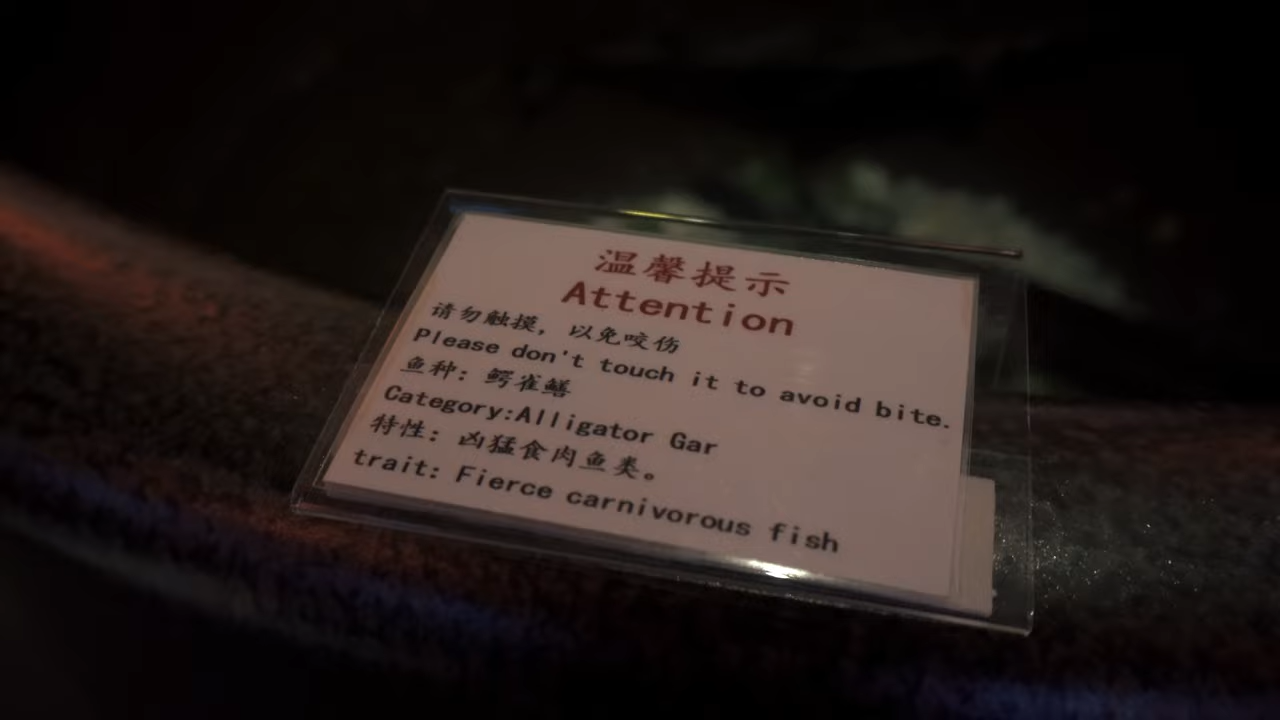 温馨提示
Attention
请勿触摸，以免咬伤
Please don't touch it to avoid bite.
鱼种：鳄雀鳝
Category:Alligator Gar
特性：凶猛食肉鱼类。
trait: Fierce carnivorous fish